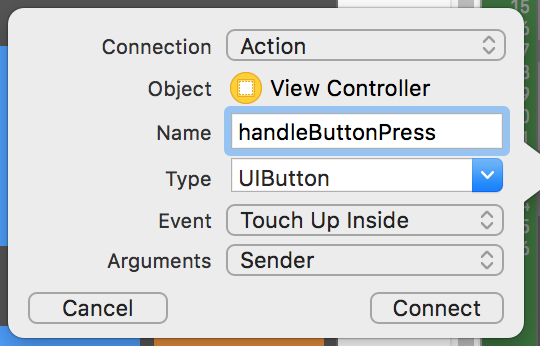 Connection Action
Object View Controller
Name handleButtonPress
Type UIButton
Event Touch Up Inside
Arguments Sender
Cancel Connect